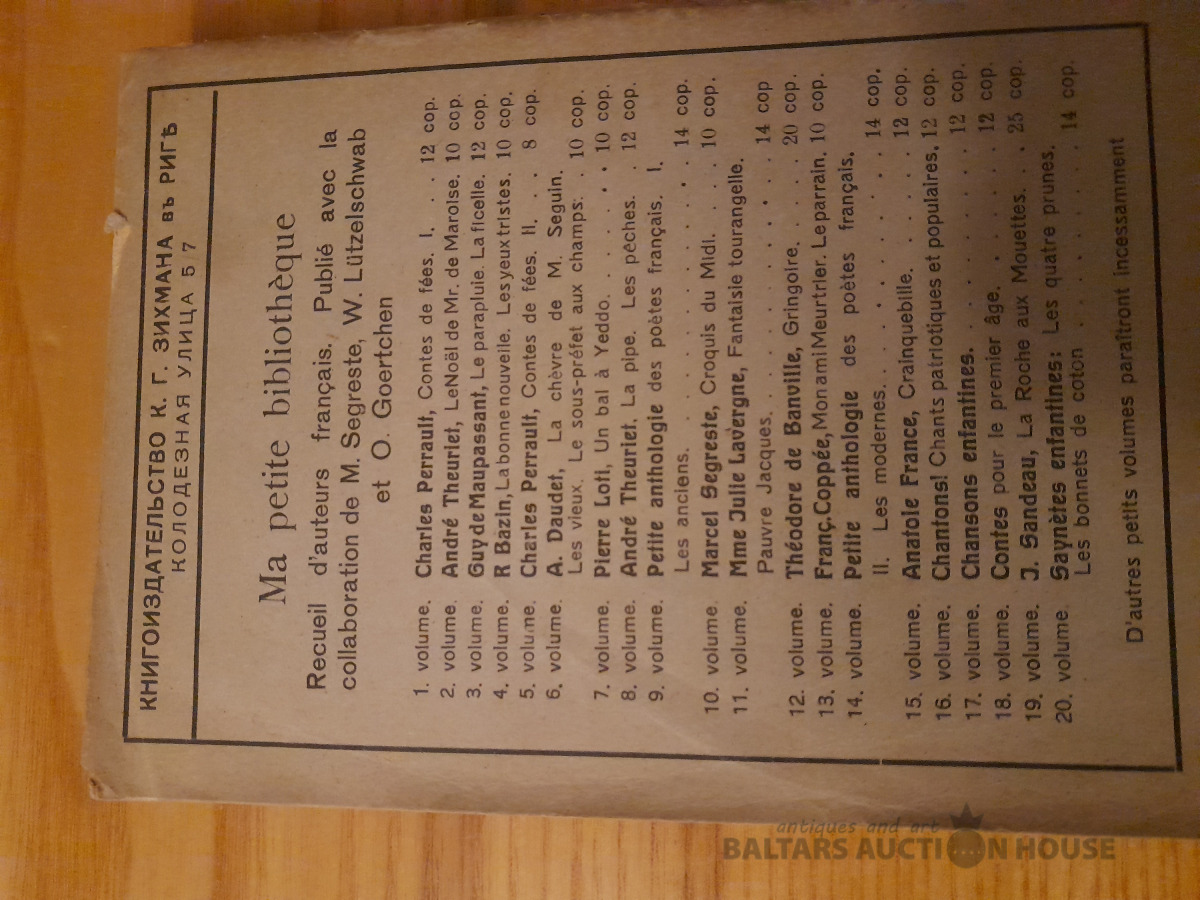 КНИГОИЗДАТЕЛЬСТВО К. Г. ЗИХМАНА въ РИГѢ
КОЛОДЕЗНАЯ УЛИЦА 5/7
Ma petite bibliothèque
Recueil d'auteurs français. Publié avec la
collaboration de M. Segreste, W. Lützelschwab
et O. Goertchen
1. volume. Charles Perrault, Contes de fées. I. . . 12 cop.
2. volume. André Theuriet, Le Noël de Mr. de Maroise. 10 cop.
3. volume. Guy de Maupassant, Le parapluie. La ficelle. 12 cop.
4. volume. R Bazin, La bonne nouvelle. Les yeux tristes. 10 cop.
5. volume. Charles Perrault, Contes de fées. II. . . 8 cop.
6. volume. A. Daudet, La chèvre de M. Seguin.
Les vieux. Le sous-préfet aux champs: . 10 cop.
7. volume. Pierre Loti, Un bal à Yeddo. . . . . . 10 cop.
8. volume. André Theuriet, La pipe. Les pêches. . 12 cop.
9. volume. Petite anthologie des poètes français. I.
Les anciens. . . . . . . . . . . . 14 cop.
10. volume. Marcel Segreste, Croquis du Midi. . . . 10 cop.
11. volume. Mme Julie Lavergne, Fantaisie tourangelle.
Pauvre Jacques. . . . . . . . . . . 14 cop
12. volume. Théodore de Banville, Gringoire. . . . . 20 cop.
13. volume. Franç. Coppée, Mon ami Meurtrier. Le parrain. 10 cop.
14. volume. Petite anthologie des poètes français.
II. Les modernes. . . . . . . . . . 14 cop.
15. volume. Anatole France, Crainquebille. . . . . . 12 cop.
16. volume. Chantons! Chants patriotiques et populaires. 12 cop.
17. volume. Chansons enfantines. . . . . . . . . 12 cop.
18. volume. Contes pour le premier âge. . . . . . 12 cop.
19. volume. J. Sandeau, La Roche aux Mouettes. . . 25 cop.
20. volume. Saynètes enfantines: Les quatre prunes.
Les bonnets de coton . . . . . . . 14 cop.
D'autres petits volumes paraîtront incessamment
antiques and art
BALTARS AUCTION HOUSE